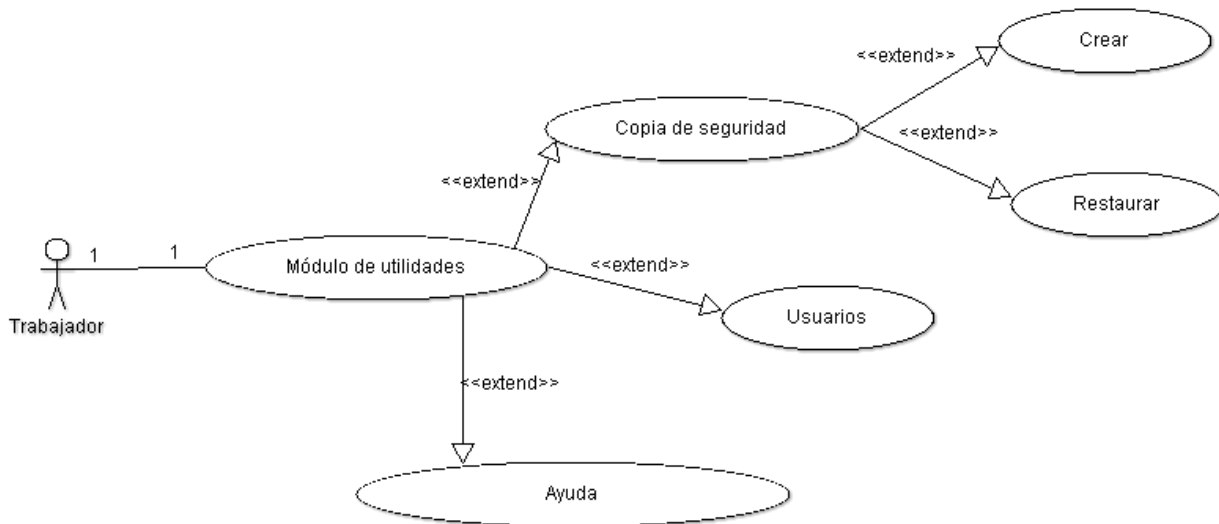 Crear
<<extend>>
Copia de seguridad
<<extend>>
<<extend>>
Restaurar
1
1
Módulo de utilidades
<<extend>>
Trabajador
Usuarios
<<extend>>
Ayuda